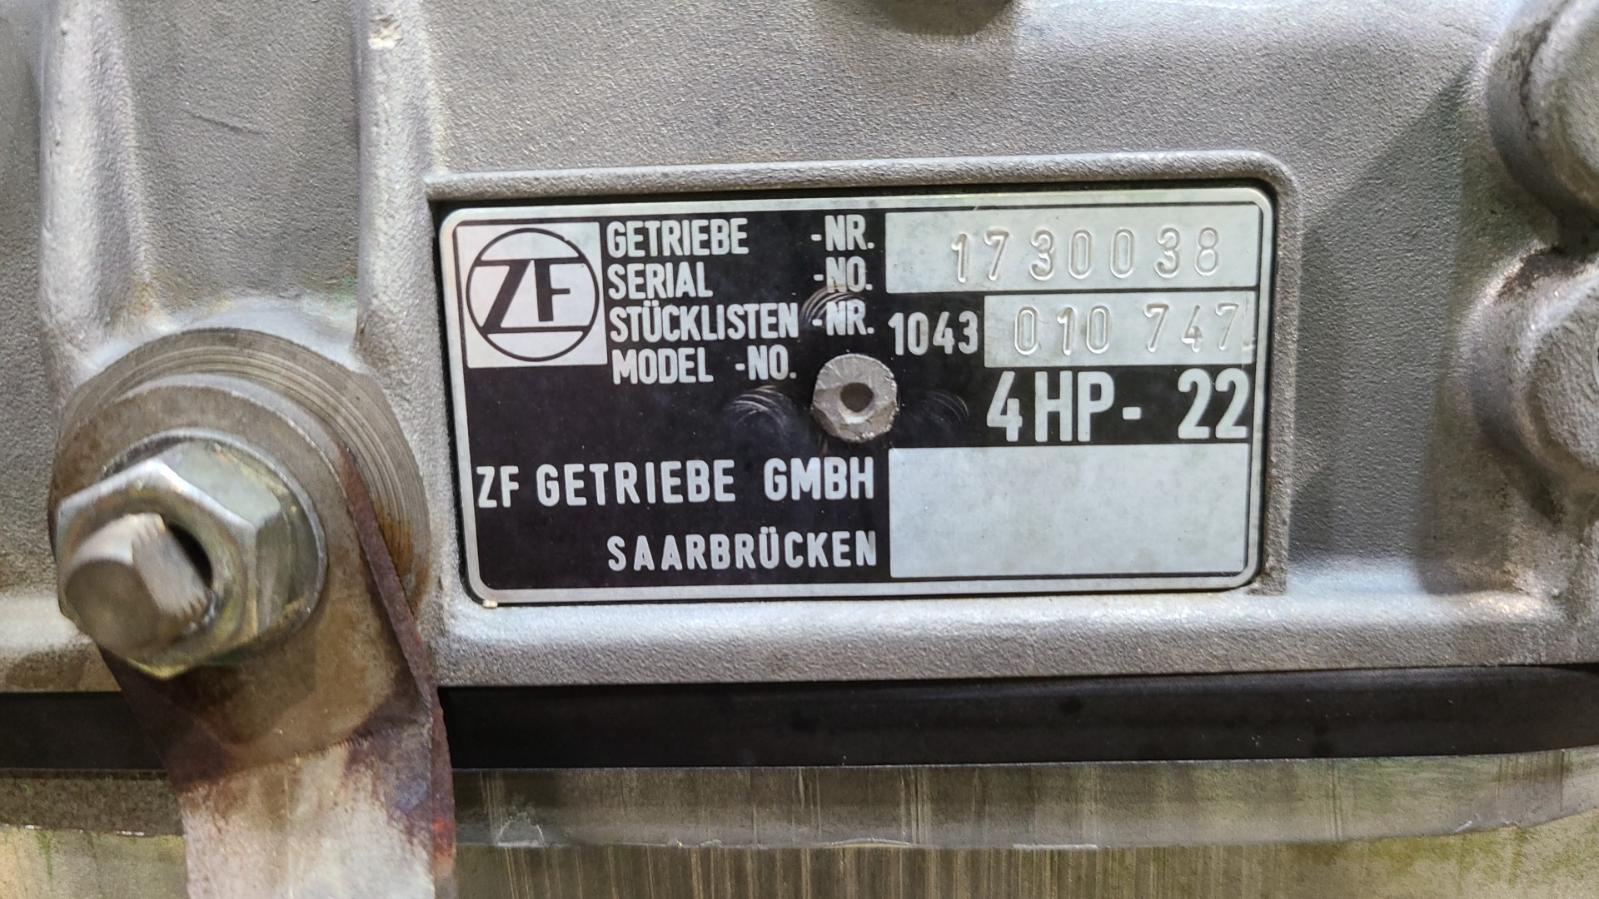 ZF
GETRIEBE -NR.
SERIAL -NO. 1730038
STÜCKLISTEN -NR.
MODEL -NO. 1043 010 747
4HP- 22
ZF GETRIEBE GMBH
SAARBRÜCKEN